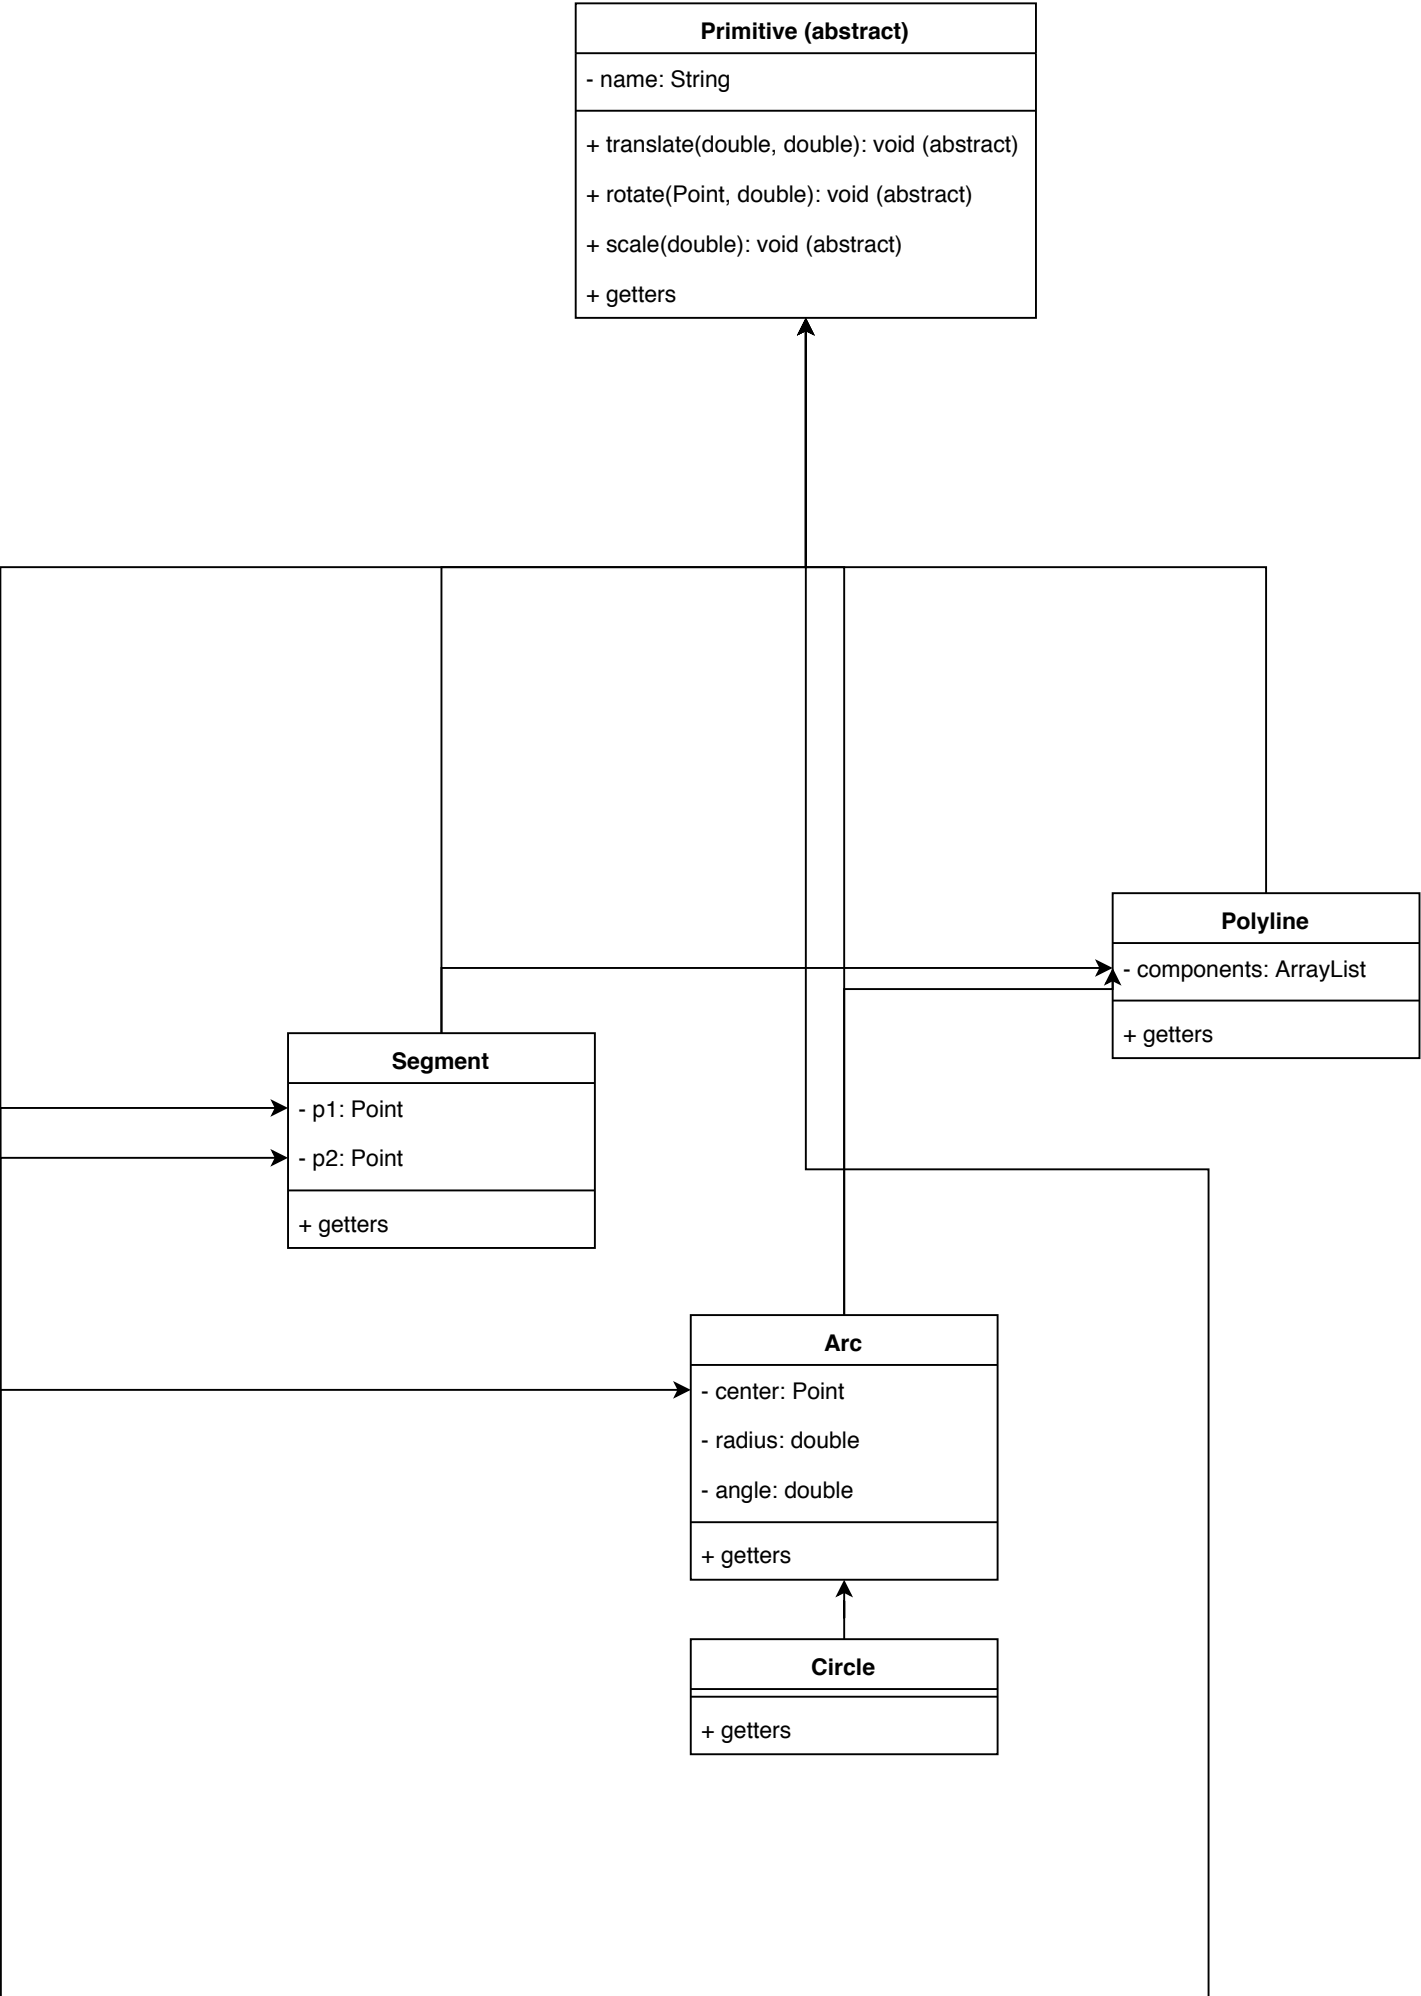 Primitive (abstract)
- name: String
+ translate(double, double): void (abstract)
+ rotate(Point, double): void (abstract)
+ scale(double): void (abstract)
+ getters
Polyline
- components: ArrayList
+ getters
Segment
- p1: Point
- p2: Point
+ getters
Arc
- center: Point
- radius: double
- angle: double
+ getters
Circle
+ getters